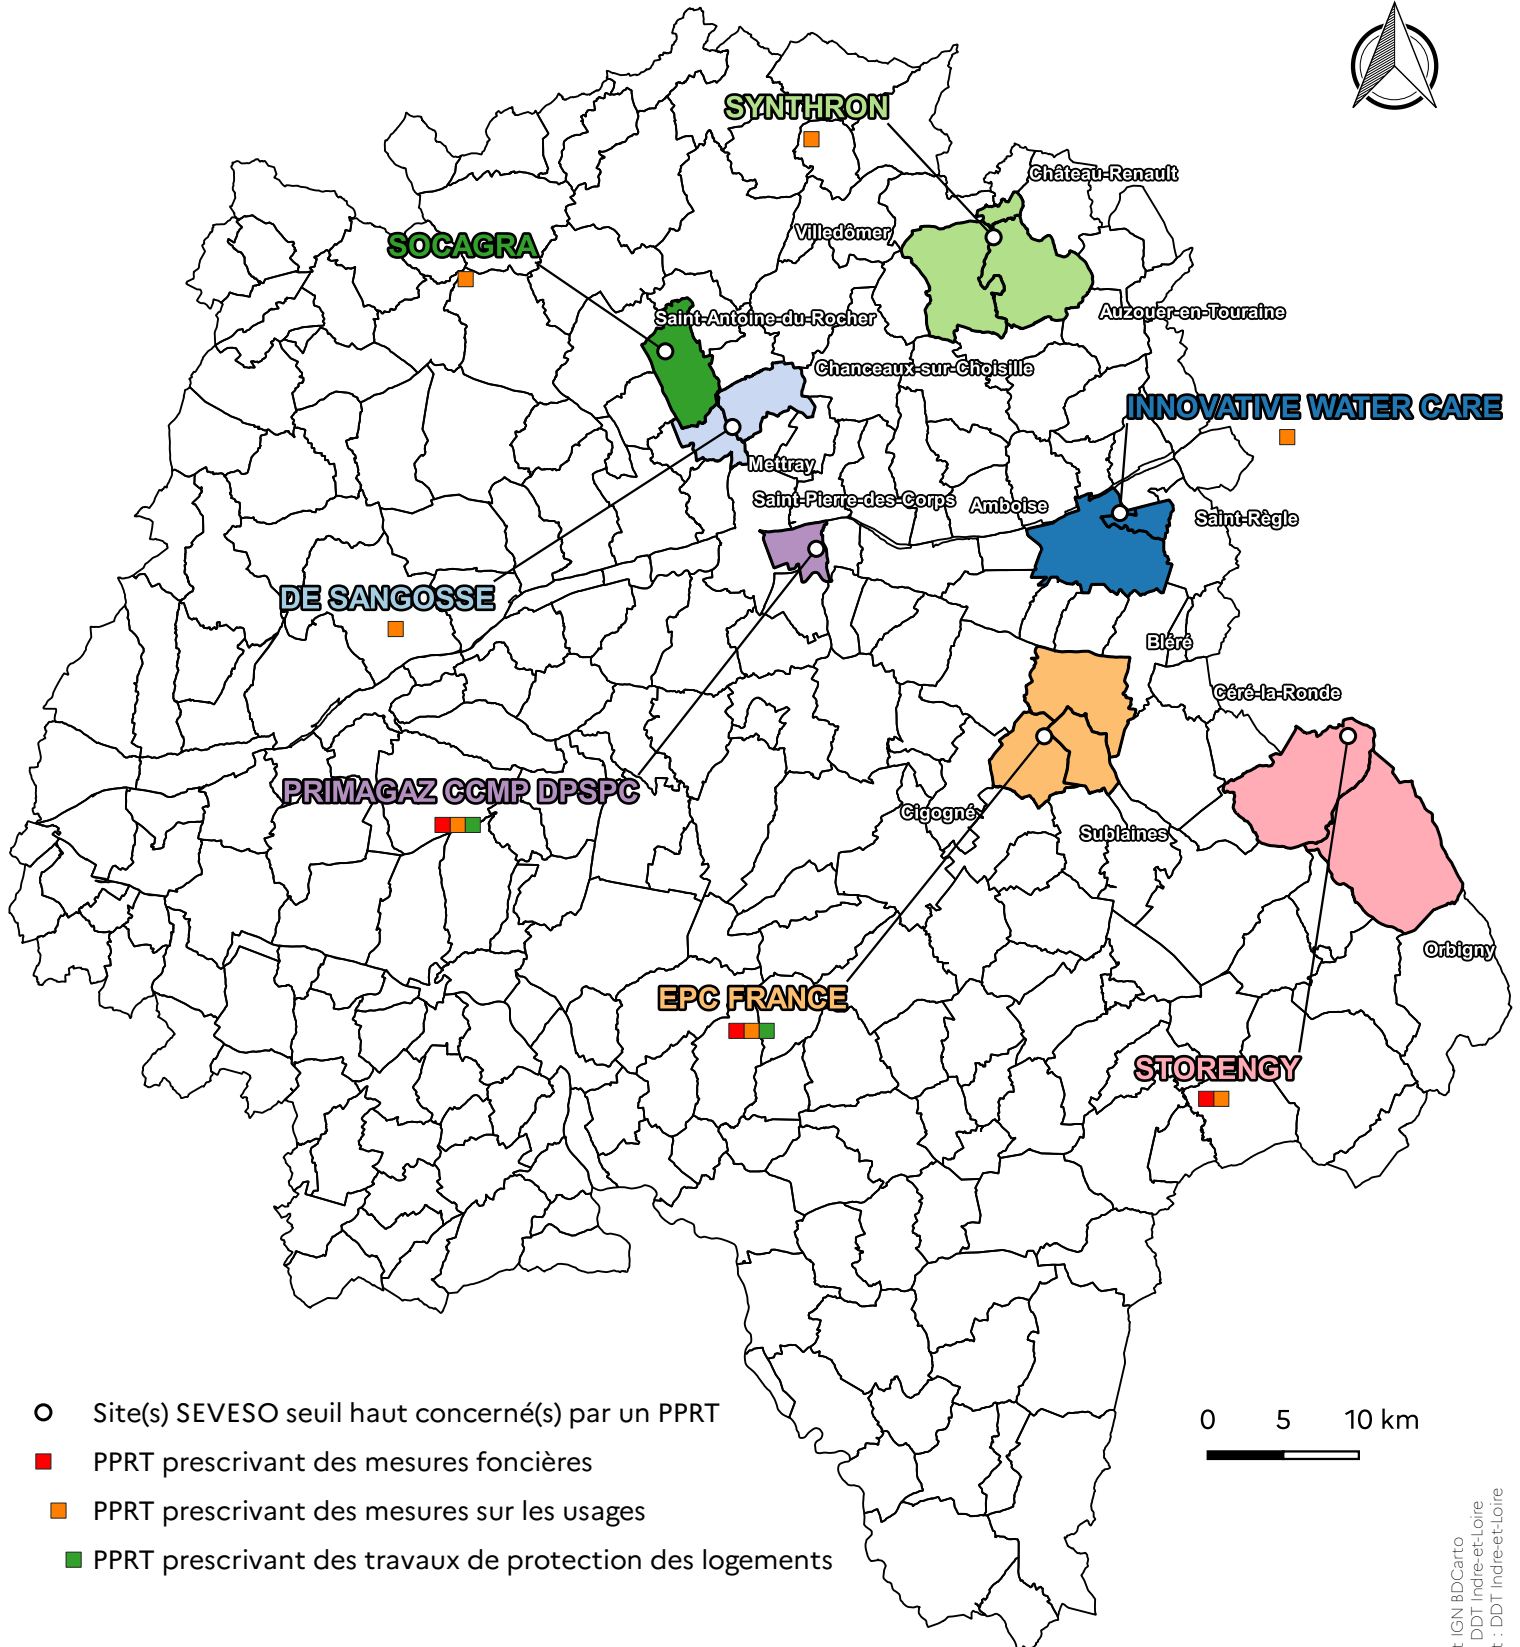 SYNTHRON
Château-Renault
Villedômer
SOCAGRA
Auzouer-en-Touraine
Saint-Antoine-du-Rocher
Chanceaux-sur-Choisille
INNOVATIVE WATER CARE
Mettray
Saint-Pierre-des-Corps
Amboise
Saint-Règle
DE SANGOSSE
Bléré
Céré-la-Ronde
PRIMAGAZ CCMP DPSPC
Cigogné
Sublaines
Orbigny
EPC FRANCE
STORENGY
Site(s) SEVESO seuil haut concerné(s) par un PPRT
PPRT prescrivant des mesures foncières
PPRT prescrivant des mesures sur les usages
PPRT prescrivant des travaux de protection des logements
0 5 10 km
IGN BDCarto
DDT Indre-et-Loire
: DDT Indre-et-Loire